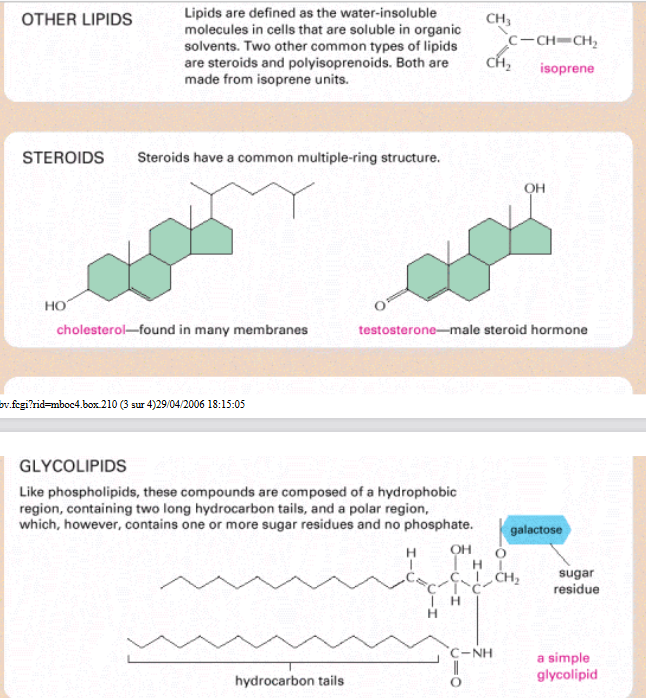 OTHER LIPIDS
Lipids are defined as the water-insoluble
molecules in cells that are soluble in organic
solvents. Two other common types of lipids
are steroids and polyisoprenoids. Both are
made from isoprene units.
CH3
C—CH═CH2
CH2
isoprene
STEROIDS
Steroids have a common multiple-ring structure.
OH
HO
O
cholesterol—found in many membranes
testosterone—male steroid hormone
bv.fcgi?rid=mboc4.box.210 (3 sur 4)29/04/2006 18:15:05
GLYCOLIPIDS
Like phospholipids, these compounds are composed of a hydrophobic
region, containing two long hydrocarbon tails, and a polar region,
which, however, contains one or more sugar residues and no phosphate.
galactose
H OH O
H
C C CH2
C C
H
H
sugar
residue
C—NH
O
hydrocarbon tails
a simple
glycolipid